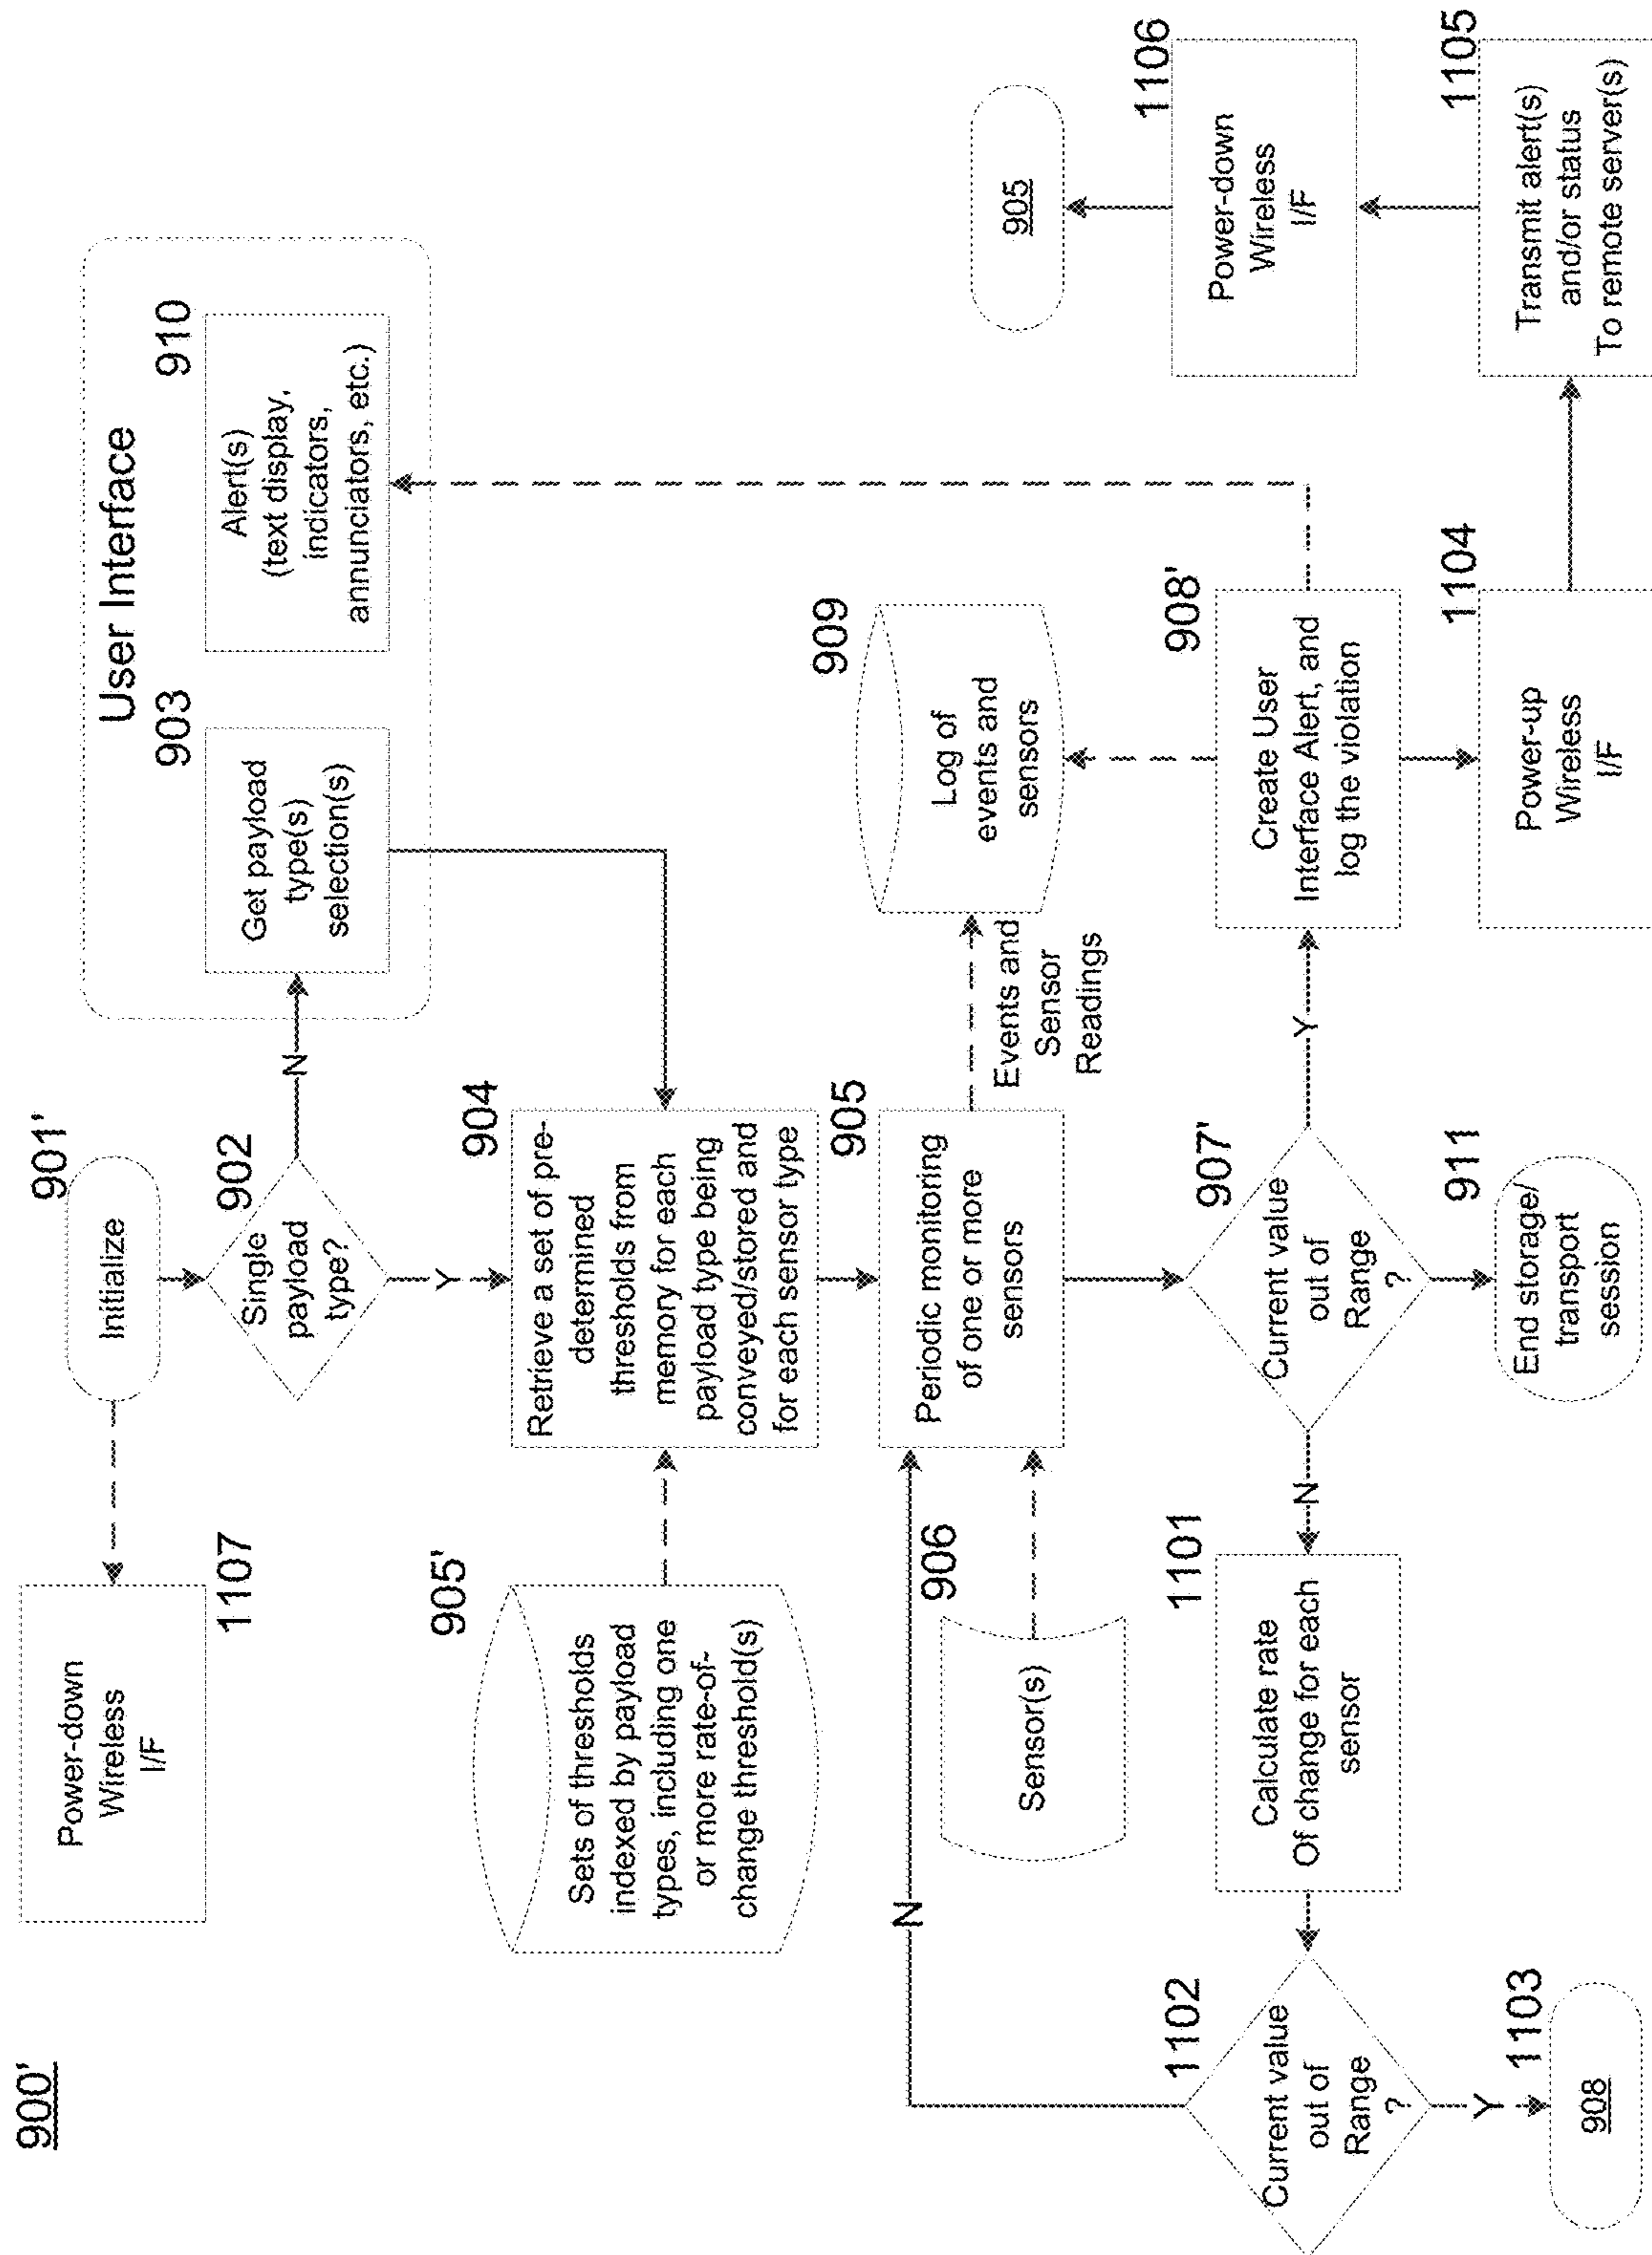 900'
Power-down
Wireless
I/F
1107
Initialize
901'
User Interface
Single
payload
type?
902
N
Y
Get payload
type(s)
selection(s)
903
Alert(s)
(text display,
indicators,
annunciators, etc.)
910
Sets of thresholds
indexed by payload
types, including one
or more rate-of-
change threshold(s)
905'
Retrieve a set of pre-
determined
thresholds from
memory for each
payload type being
conveyed/stored and
for each sensor type
904
N
Sensor(s)
906
Periodic monitoring
of one or more
sensors
905
Events and
Sensor
Readings
Log of
events and
sensors
909
905
Current value
out of
Range
?
1102
Y
908
1103
Calculate rate
Of change for each
sensor
1101
N
Current value
out of
Range
?
907'
Y
End storage/
transport
session
911
Create User
Interface Alert, and
log the violation
908'
Power-up
Wireless
I/F
1104
Power-down
Wireless
I/F
1106
Transmit alert(s)
and/or status
To remote server(s)
1105